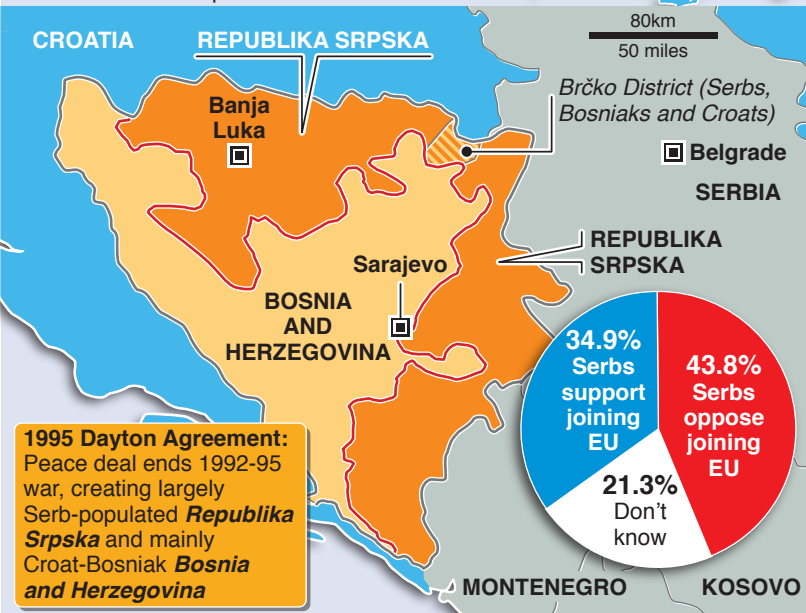 CROATIA
REPUBLIKA SRPSKA
80km
50 miles
Brčko District (Serbs,
Bosniaks and Croats)
Banja
Luka
Belgrade
SERBIA
REPUBLIKA
SRPSKA
Sarajevo
BOSNIA
AND
HERZEGOVINA
34.9%
Serbs
support
joining
EU
43.8%
Serbs
oppose
joining
EU
21.3%
Don't
know
1995 Dayton Agreement:
Peace deal ends 1992-95
war, creating largely
Serb-populated Republika
Srpska and mainly
Croat-Bosniak Bosnia
and Herzegovina
MONTENEGRO
KOSOVO